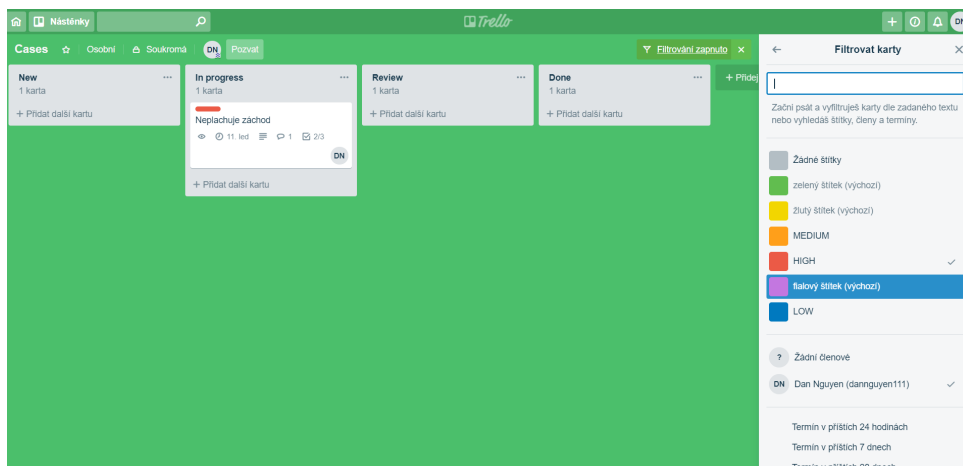 Nástěnky
Trello
DN
Cases
Osobní
Soukromá
DN
Pozvat
Filtrování zapnuto
New
1 karta
+ Přidat další kartu
In progress
1 karta
Neplachuje záchod
11. led
1
2/3
DN
+ Přidat další kartu
Review
1 karta
+ Přidat další kartu
Done
1 karta
+ Přidat další kartu
+ Přidej
Filtrovat karty
Začni psát a vyfiltruješ karty dle zadaného textu
nebo vyhledáš štítky, členy a termíny.
Žádné štítky
zelený štítek (výchozí)
žlutý štítek (výchozí)
MEDIUM
HIGH
fialový štítek (výchozí)
LOW
? Žádní členové
DN Dan Nguyen (dannguyen111)
Termín v příštích 24 hodinách
Termín v příštích 7 dnech